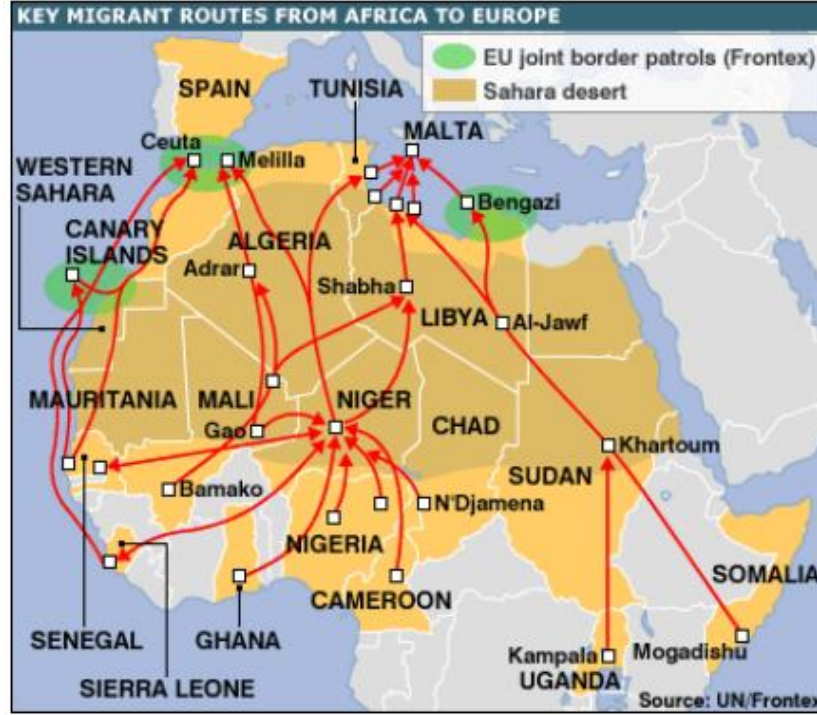 KEY MIGRANT ROUTES FROM AFRICA TO EUROPE
EU joint border patrols (Frontex)
Sahara desert
SPAIN
TUNISIA
MALTA
Ceuta
Melilla
WESTERN
SAHARA
Bengazi
CANARY
ISLANDS
ALGERIA
Adrar
Shabha
LIBYA
Al-Jawf
MAURITANIA
MALI
NIGER
CHAD
Gao
Khartoum
SUDAN
Bamako
N'Djamena
NIGERIA
SOMALIA
CAMEROON
SENEGAL
GHANA
Kampala
Mogadishu
UGANDA
SIERRA LEONE
Source: UN/Frontex